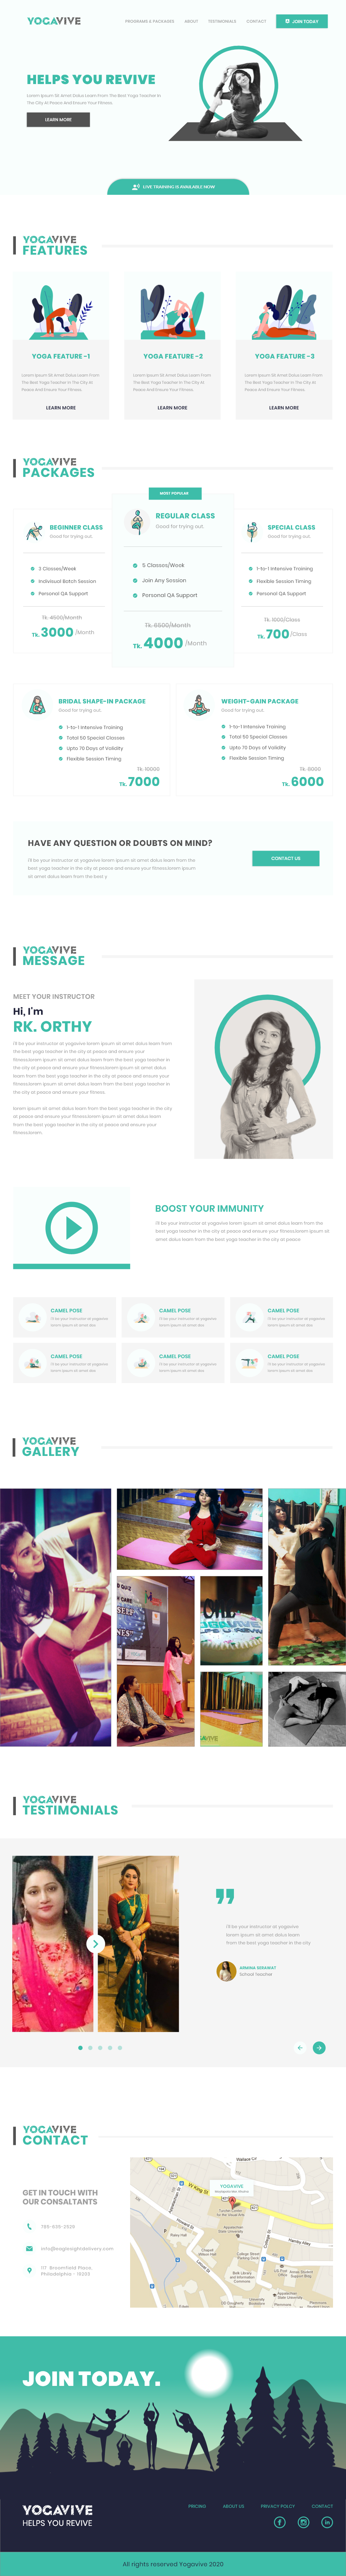 YOGAVIVE
PROGRAMS & PACKAGES ABOUT TESTIMONIALS CONTACT JOIN TODAY
HELPS YOU REVIVE
Lorem Ipsum Sit Amet Dolus Learn From The Best Yoga Teacher In
The City At Peace And Ensure Your Fitness
LEARN MORE
LIVE TRAINING IS AVAILABLE NOW
YOGAVIVE
FEATURES
YOGA FEATURE -1
Lorem Ipsum Sit Amet Dolus Learn From
The Best Yoga Teacher In The City At
Peace And Ensure Your Fitness
LEARN MORE
YOGA FEATURE -2
Lorem Ipsum Sit Amet Dolus Learn From
The Best Yoga Teacher In The City At
Peace And Ensure Your Fitness
LEARN MORE
YOGA FEATURE -3
Lorem Ipsum Sit Amet Dolus Learn From
The Best Yoga Teacher In The City At
Peace And Ensure Your Fitness
LEARN MORE
YOGAVIVE
PACKAGES
BEGINNER CLASS
Good for trying out.
3 Classes/Week
Indivisual Batch Session
Personal QA Support
Tk. 4500/Month
Tk. 3000 /Month
MOST POPULAR
REGULAR CLASS
Good for trying out.
5 Classes/Week
Join Any Session
Personal QA Support
Tk. 6500/Month
Tk. 4000 /Month
SPECIAL CLASS
Good for trying out.
1-to-1 Intensive Training
Flexible Session Timing
Personal QA Support
Tk. 1000/Class
Tk. 700 /Class
BRIDAL SHAPE-IN PACKAGE
Good for trying out.
1-to-1 Intensive Training
Total 50 Special Classes
Upto 70 Days of Validity
Flexible Session Timing
Tk. 10000
Tk. 7000
WEIGHT-GAIN PACKAGE
Good for trying out.
1-to-1 Intensive Training
Total 50 Special Classes
Upto 70 Days of Validity
Flexible Session Timing
Tk. 9000
Tk. 6000
HAVE ANY QUESTION OR DOUBTS ON MIND?
I'll be your instructor at yogavive lorem ipsum sit amet dolus learn from the
best yoga teacher in the city at peace and ensure your fitness.lorem ipsum
sit amet dolus learn from the best y
CONTACT US
YOGAVIVE
MESSAGE
MEET YOUR INSTRUCTOR
Hi, I'm
RK. ORTHY
I'll be your instructor at yogavive lorem ipsum sit amet dolus learn from
the best yoga teacher in the city at peace and ensure your
fitness.lorem ipsum sit amet dolus learn from the best yoga teacher in
the city at peace and ensure your fitness.lorem ipsum sit amet dolus
learn from the best yoga teacher in the city at peace and ensure your
fitness.lorem ipsum sit amet dolus learn from the best yoga teacher in
the city at peace and ensure your fitness.
lorem ipsum sit amet dolus learn from the best yoga teacher in the city
at peace and ensure your fitness.lorem ipsum sit amet dolus learn
from the best yoga teacher in the city at peace and ensure your
fitness.lorem.
BOOST YOUR IMMUNITY
I'll be your instructor at yogavive lorem ipsum sit amet dolus learn from the
best yoga teacher in the city at peace and ensure your fitness.lorem ipsum sit
amet dolus learn from the best yoga teacher in the city at peace
CAMEL POSE
I'll be your instructor at yogavive
lorem ipsum sit amet dolu
CAMEL POSE
I'll be your instructor at yogavive
lorem ipsum sit amet dolu
CAMEL POSE
I'll be your instructor at yogavive
lorem ipsum sit amet dolu
CAMEL POSE
I'll be your instructor at yogavive
lorem ipsum sit amet dolu
CAMEL POSE
I'll be your instructor at yogavive
lorem ipsum sit amet dolu
CAMEL POSE
I'll be your instructor at yogavive
lorem ipsum sit amet dolu
YOGAVIVE
GALLERY
YOGAVIVE
TESTIMONIALS
I'll be your instructor at yogavive
lorem ipsum sit amet dolus learn
from the best yoga teacher in the city
School Teacher
YOGAVIVE
CONTACT
GET IN TOUCH WITH
OUR CONSALTANTS
YOGAVIVE
JOIN TODAY.
YOGAVIVE
HELPS YOU REVIVE
PRICING ABOUT US PRIVACY POLCY CONTACT
All rights reserved Yogavive 2020